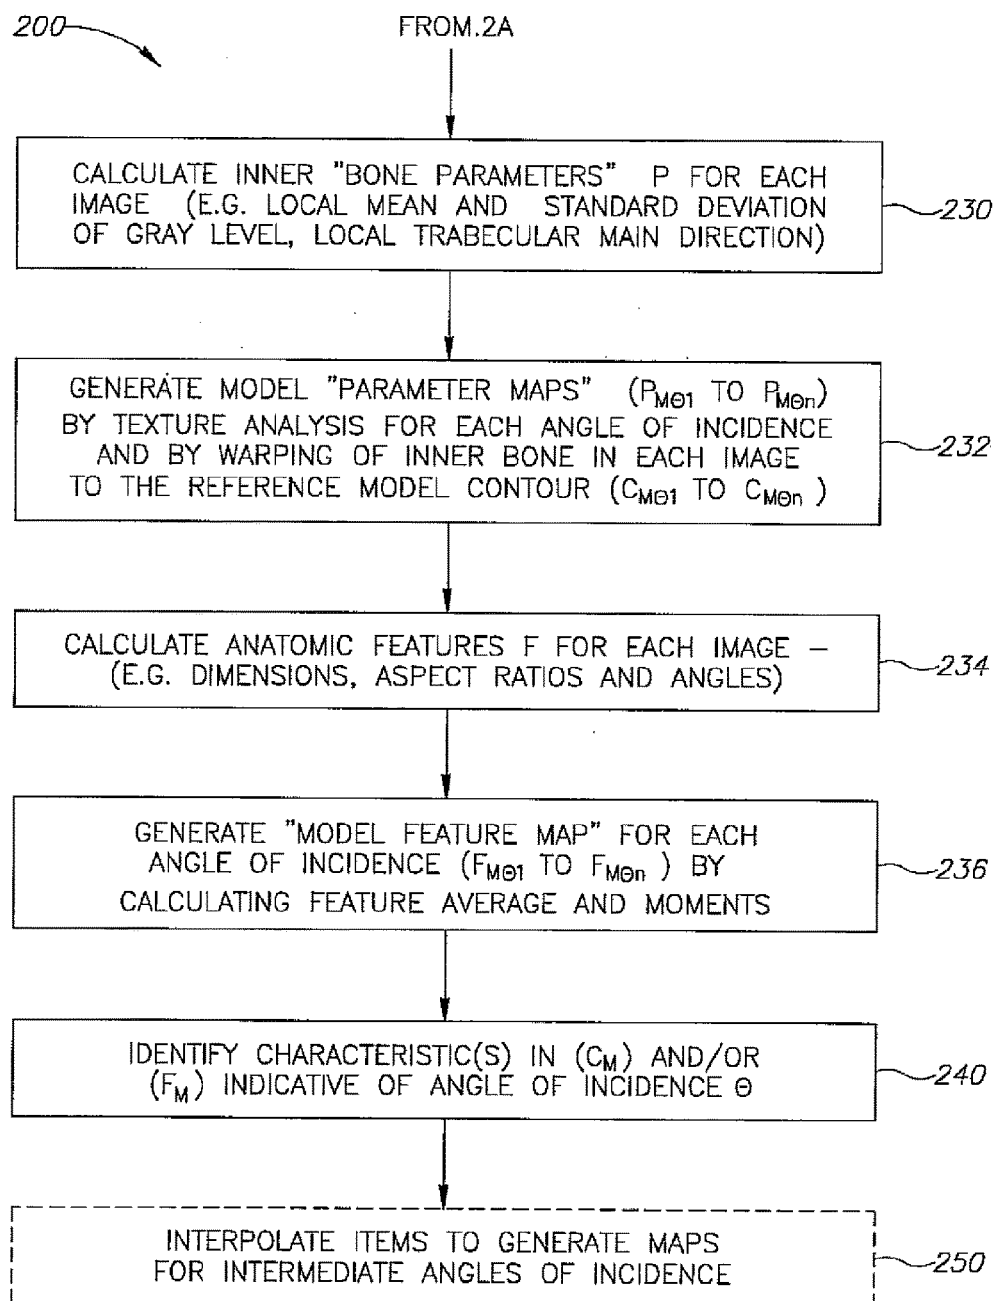 200
FROM.2A
CALCULATE INNER "BONE PARAMETERS" P FOR EACH
IMAGE (E.G. LOCAL MEAN AND STANDARD DEVIATION
OF GRAY LEVEL, LOCAL TRABECULAR MAIN DIRECTION)
230
GENERATE MODEL "PARAMETER MAPS" (PMΘ1 TO PMΘn)
BY TEXTURE ANALYSIS FOR EACH ANGLE OF INCIDENCE
AND BY WARPING OF INNER BONE IN EACH IMAGE
TO THE REFERENCE MODEL CONTOUR (CMΘ1 TO CMΘn )
232
CALCULATE ANATOMIC FEATURES F FOR EACH IMAGE –
(E.G. DIMENSIONS, ASPECT RATIOS AND ANGLES)
234
GENERATE "MODEL FEATURE MAP" FOR EACH
ANGLE OF INCIDENCE (FMΘ1 TO FMΘn ) BY
CALCULATING FEATURE AVERAGE AND MOMENTS
236
IDENTIFY CHARACTERISTIC(S) IN (CM) AND/OR
(FM) INDICATIVE OF ANGLE OF INCIDENCE Θ
240
INTERPOLATE ITEMS TO GENERATE MAPS
FOR INTERMEDIATE ANGLES OF INCIDENCE
250